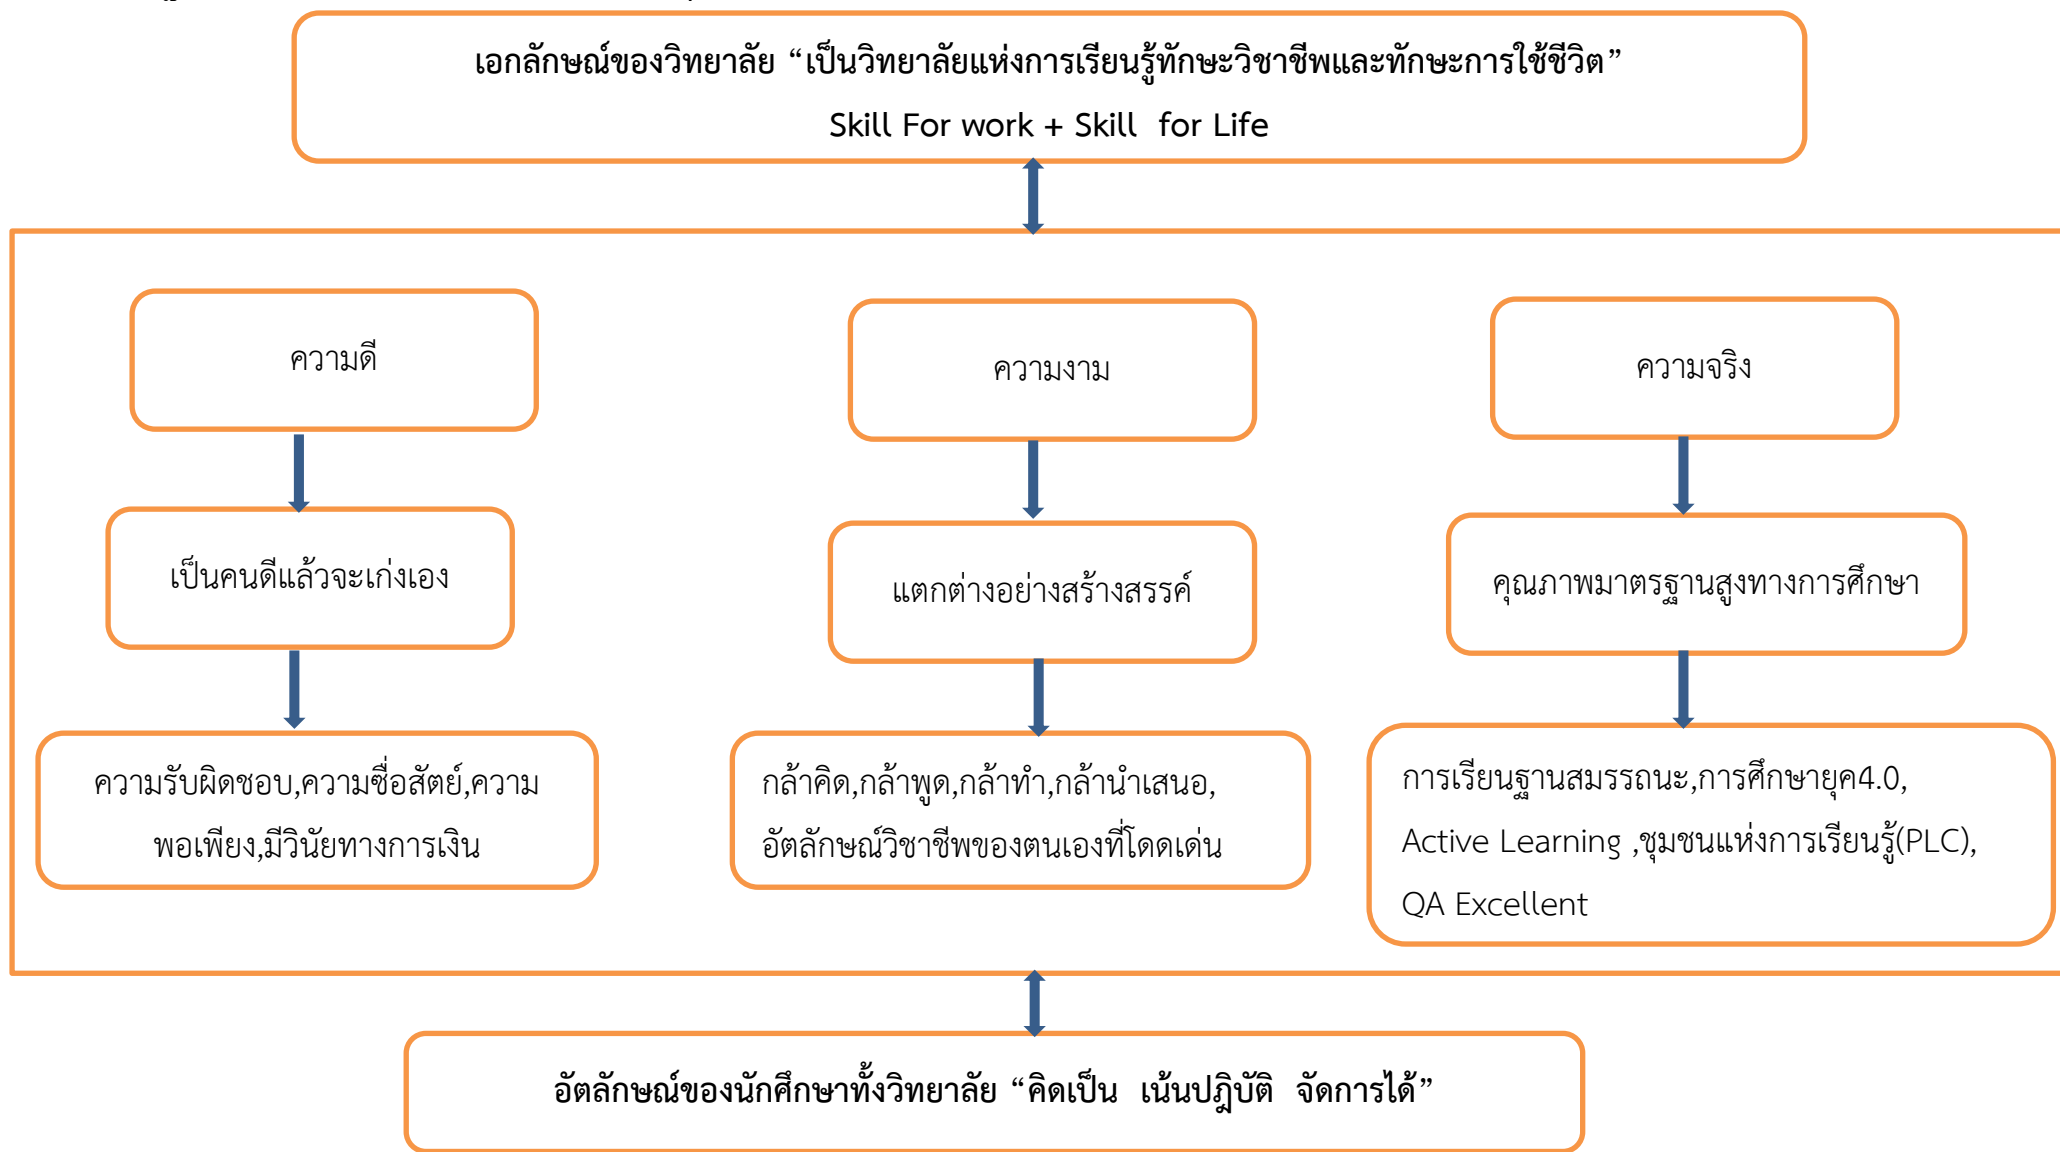 เอกลักษณ์ของวิทยาลัย “เป็นวิทยาลัยแห่งการเรียนรู้ทักษะวิชาชีพและทักษะการใช้ชีวิต”
Skill For work + Skill for Life
ความดี
ความงาม
ความจริง
เป็นคนดีแล้วจะเก่งเอง
แตกต่างอย่างสร้างสรรค์
คุณภาพมาตรฐานสูงทางการศึกษา
ความรับผิดชอบ,ความซื่อสัตย์,ความ
พอเพียง,มีวินัยทางการเงิน
กล้าคิด,กล้าพูด,กล้าทำ,กล้านำเสนอ,
อัตลักษณ์วิชาชีพของตนเองที่โดดเด่น
การเรียนฐานสมรรถนะ,การศึกษายุค4.0,
Active Learning ,ชุมชนแห่งการเรียนรู้(PLC),
QA Excellent
อัตลักษณ์ของนักศึกษาทั้งวิทยาลัย “คิดเป็น เน้นปฎิบัติ จัดการได้”